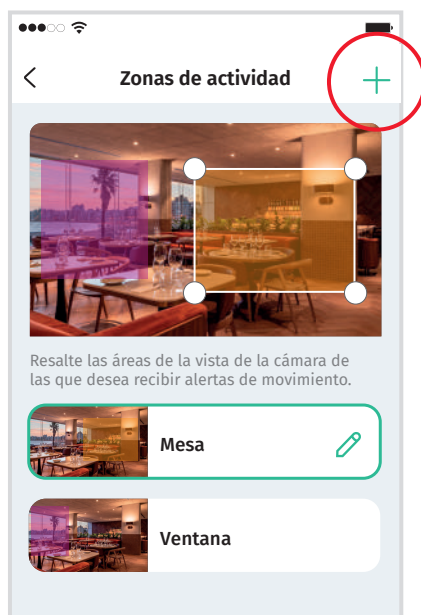 Zonas de actividad
Resalte las áreas de la vista de la cámara de
las que desea recibir alertas de movimiento.
Mesa
Ventana